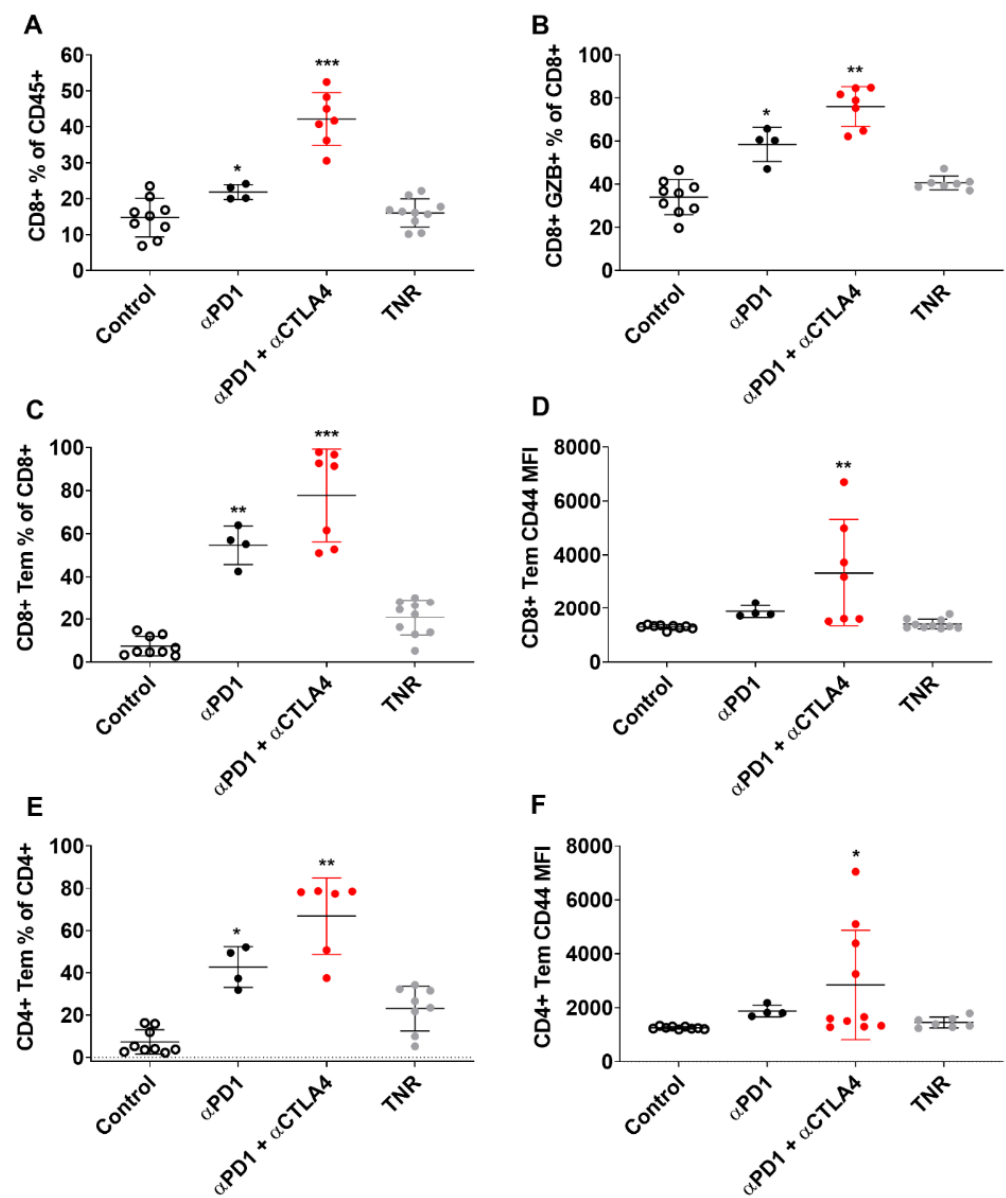 A
CD8+ % of CD45+
60
50
40
30
20
10
0
*
***
Control
αPD1
αPD1 + αCTLA4
TNR
B
CD8+ GZB+ % of CD8+
100
80
60
40
20
0
*
**
Control
αPD1
αPD1 + αCTLA4
TNR
C
CD8+ Tem % of CD8+
100
80
60
40
20
0
**
***
Control
αPD1
αPD1 + αCTLA4
TNR
D
CD8+ Tem CD44 MFI
8000
6000
4000
2000
0
**
Control
αPD1
αPD1 + αCTLA4
TNR
E
CD4+ Tem % of CD4+
100
80
60
40
20
0
*
**
Control
αPD1
αPD1 + αCTLA4
TNR
F
CD4+ Tem CD44 MFI
8000
6000
4000
2000
0
*
Control
αPD1
αPD1 + αCTLA4
TNR